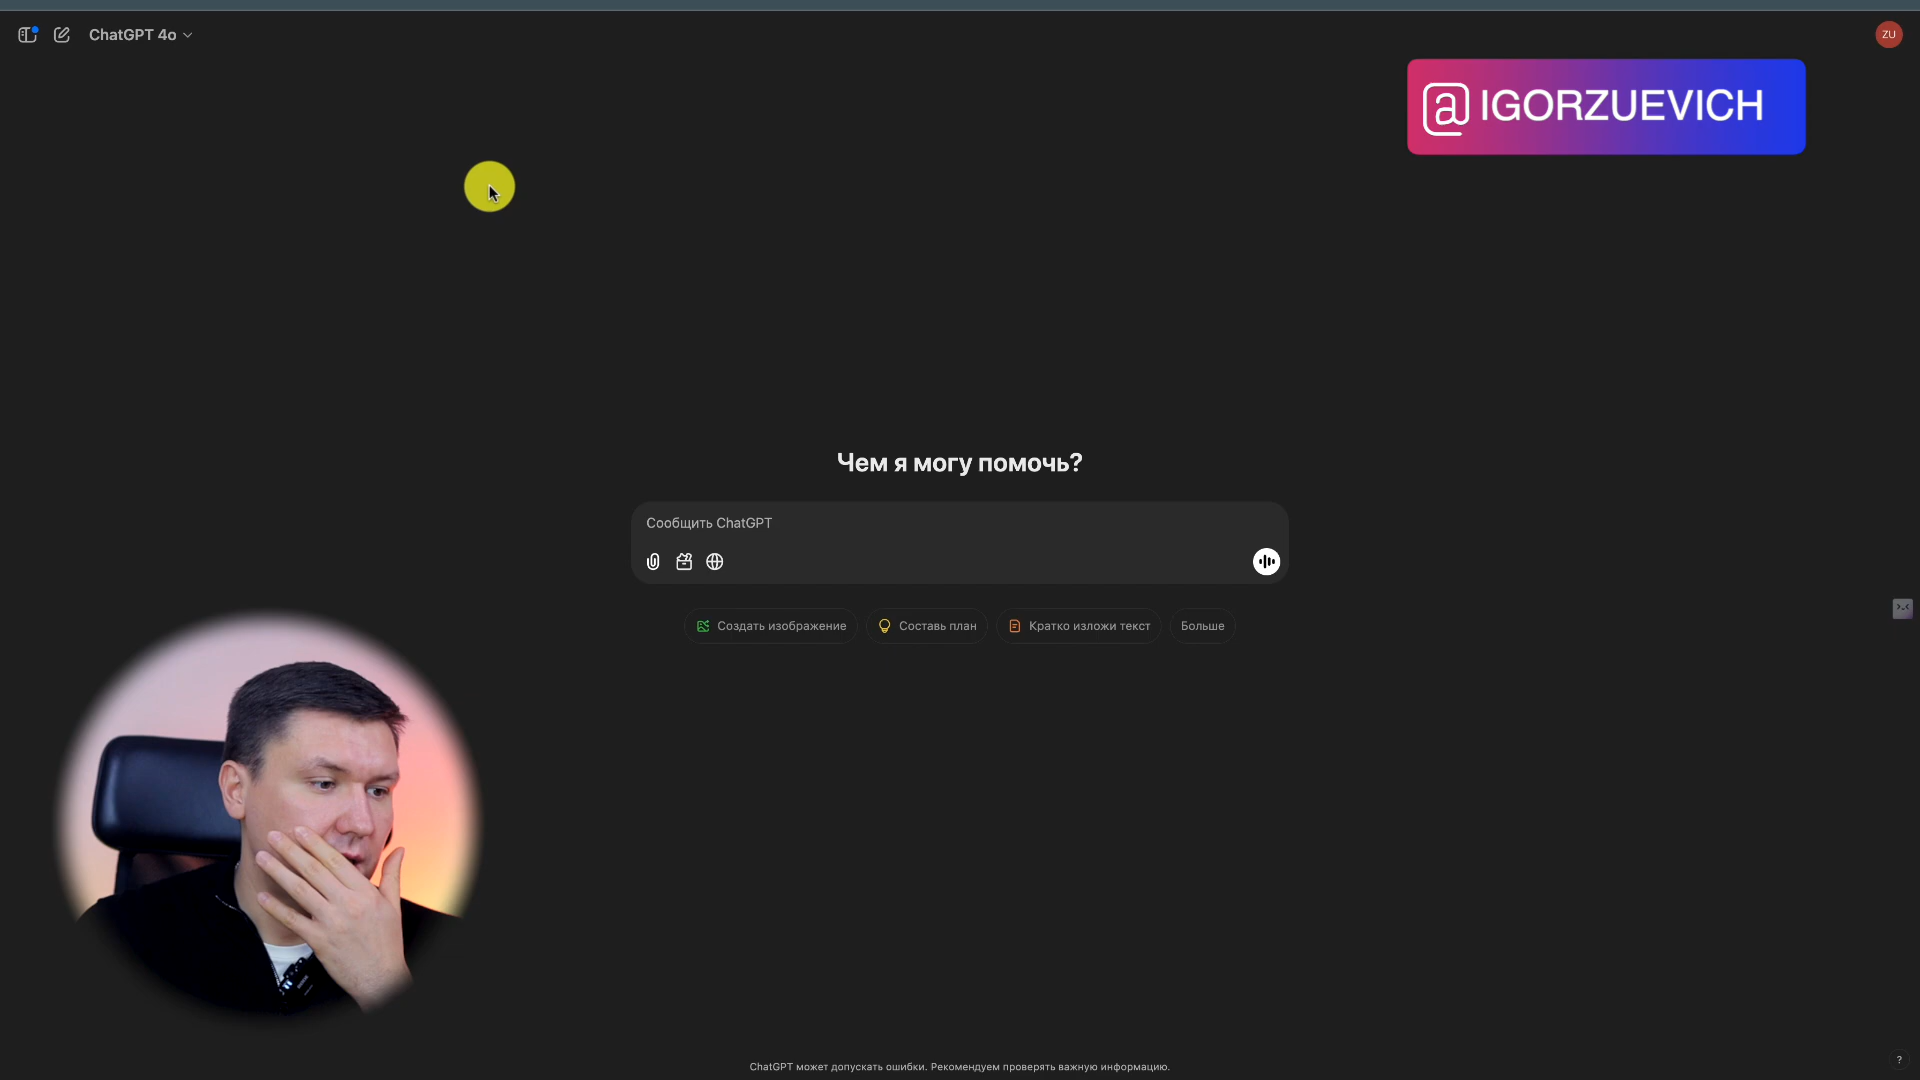 ChatGPT 4o
ZU
@IGORZUEVICH
Чем я могу помочь?
Сообщить ChatGPT
Создать изображение
Составь план
Кратко изложи текст
Больше
ChatGPT может допускать ошибки. Рекомендуем проверять важную информацию.
?